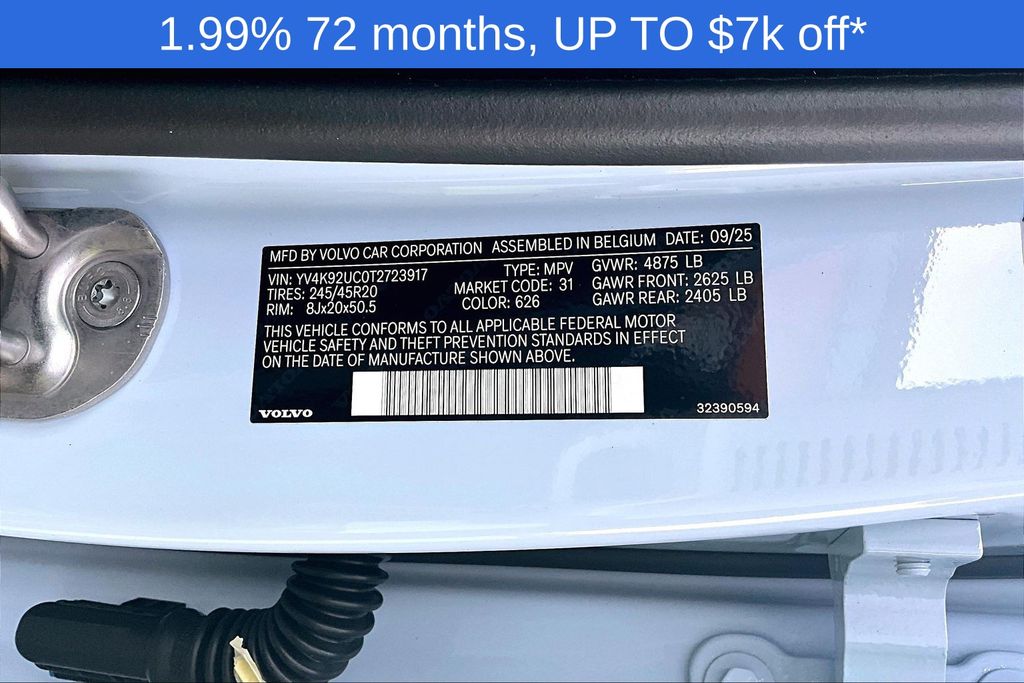 1.99% 72 months, UP TO $7k off*
MFD BY VOLVO CAR CORPORATION ASSEMBLED IN BELGIUM DATE: 09/25
VIN: YV4K92UC0T2723917 TYPE: MPV GVWR: 4875 LB
TIRES: 245/45R20 MARKET CODE: 31 GAWR FRONT: 2625 LB
RIM: 8Jx20x50.5 COLOR: 626 GAWR REAR: 2405 LB
THIS VEHICLE CONFORMS TO ALL APPLICABLE FEDERAL MOTOR
VEHICLE SAFETY AND THEFT PREVENTION STANDARDS IN EFFECT
ON THE DATE OF MANUFACTURE SHOWN ABOVE.
VOLVO 32390594